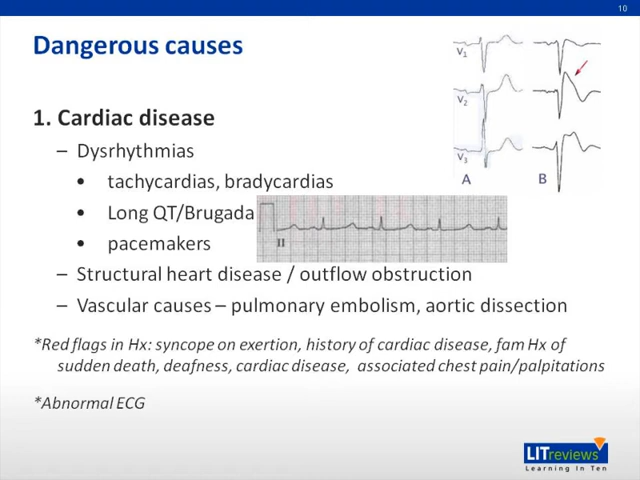 10
Dangerous causes
V1
V2
V3
A
B
1. Cardiac disease
– Dysrhythmias
• tachycardias, bradycardias
• Long QT/Brugada
II
• pacemakers
– Structural heart disease / outflow obstruction
– Vascular causes – pulmonary embolism, aortic dissection
*Red flags in Hx: syncope on exertion, history of cardiac disease, fam Hx of
sudden death, deafness, cardiac disease, associated chest pain/palpitations
*Abnormal ECG
LITreviews
Learning In Ten